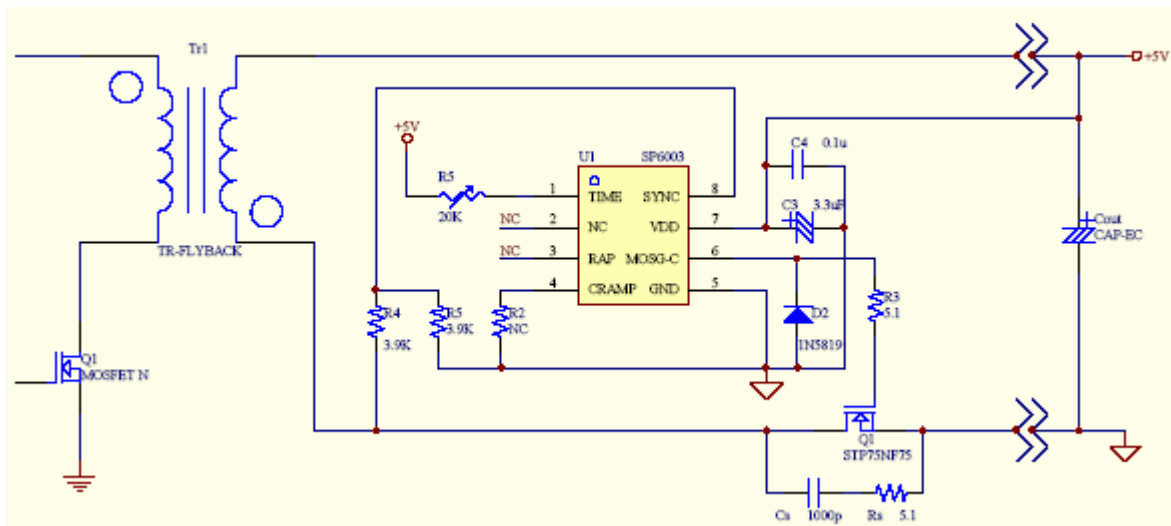 Tr1
+5V
+5V
C4 0.1u
U1 SP6003
R5
20K
1 TIME SYNC 8
NC 2 NC VDD 7
NC 3 RAP MOSG-C 6
4 CRAMP GND 5
C3 3.3uF
Cout
CAP-EC
TR-FLYBACK
R4
3.9K
R5
3.9K
R2
NC
D2
1N5819
R3
5.1
Q1
MOSFET N
Q1
STP75NF75
Cs 1000p Rs 5.1